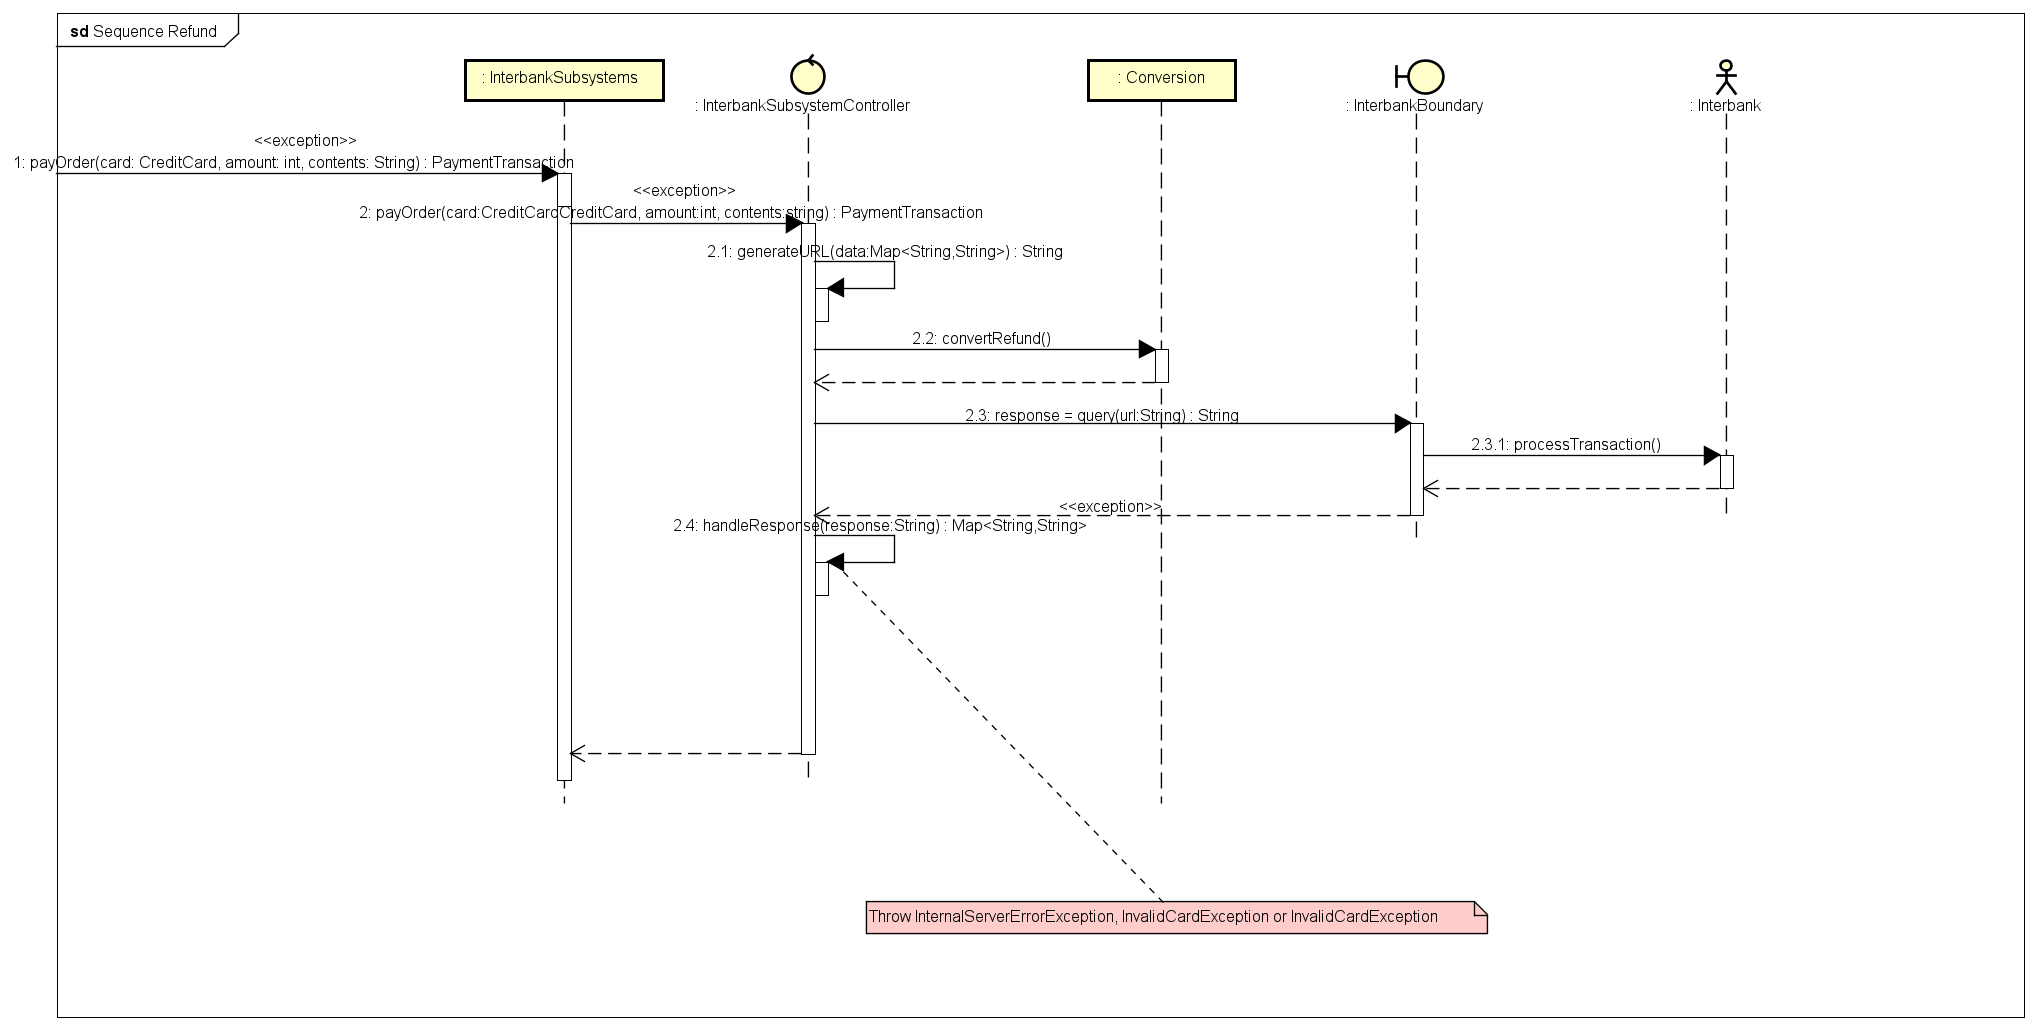 sd Sequence Refund
: InterbankSubsystems
: InterbankSubsystemController
: Conversion
: InterbankBoundary
: Interbank
<<exception>>
1: payOrder(card: CreditCard, amount: int, contents: String) : PaymentTransaction
<<exception>>
2: payOrder(card:CreditCardCreditCard, amount:int, contents:string) : PaymentTransaction
2.1: generateURL(data:Map<String,String>) : String
2.2: convertRefund()
2.3: response = query(url:String) : String
2.3.1: processTransaction()
<<exception>>
2.4: handleResponse(response:String) : Map<String,String>
Throw InternalServerErrorException, InvalidCardException or InvalidCardException